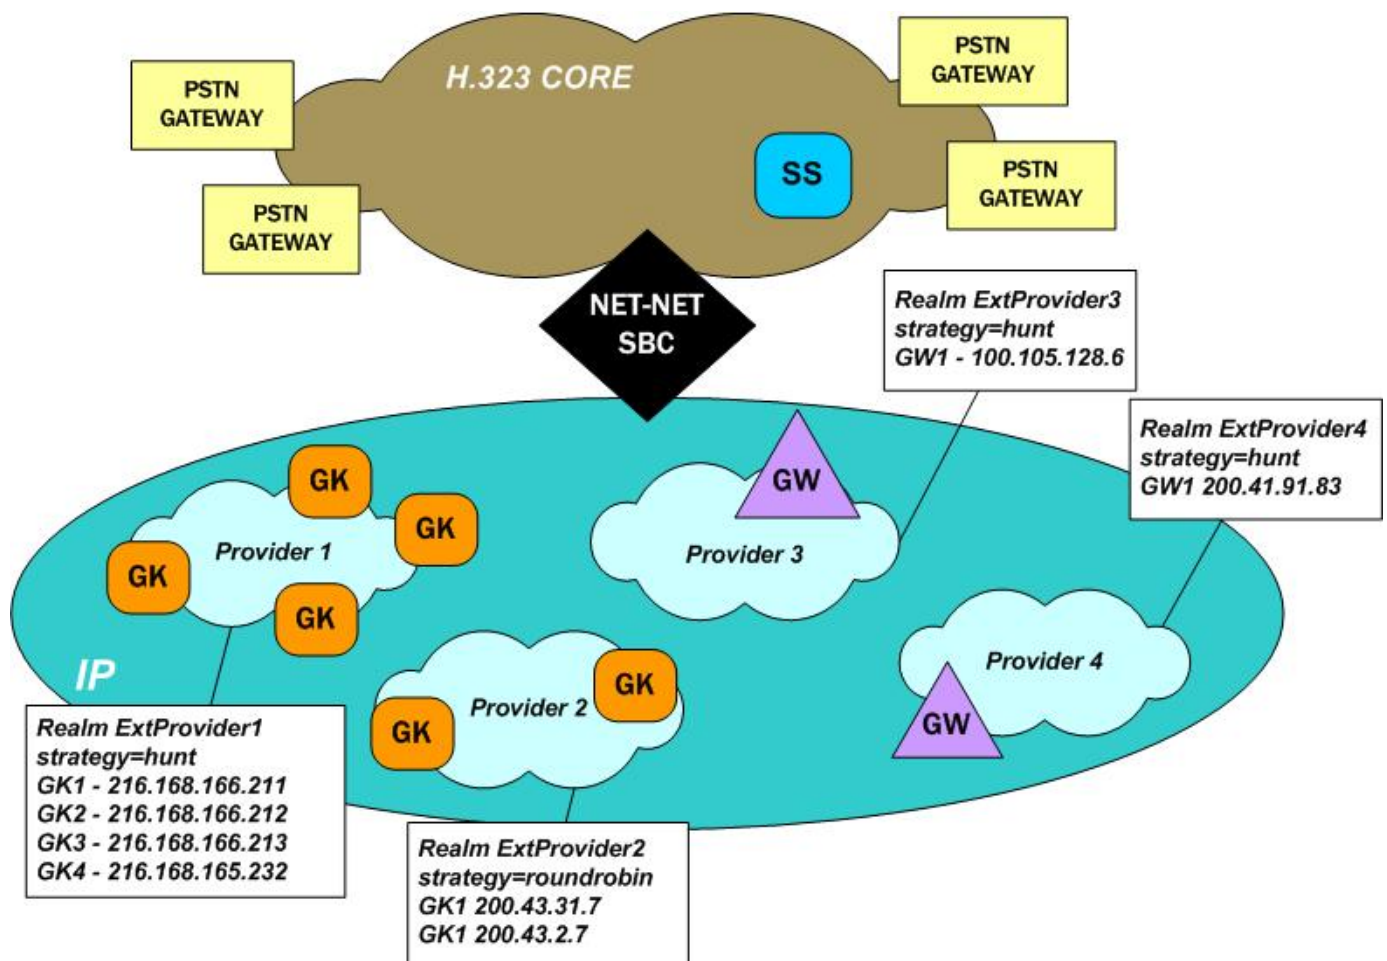 H.323 CORE
PSTN
GATEWAY
PSTN
GATEWAY
PSTN
GATEWAY
PSTN
GATEWAY
SS
NET-NET
SBC
Realm ExtProvider3
strategy=hunt
GW1 - 100.105.128.6
Realm ExtProvider4
strategy=hunt
GW1 200.41.91.83
GK
GK
GK
GK
Provider 1
GW
Provider 3
IP
GK
GK
Provider 2
Provider 4
GW
Realm ExtProvider1
strategy=hunt
GK1 - 216.168.166.211
GK2 - 216.168.166.212
GK3 - 216.168.166.213
GK4 - 216.168.165.232
Realm ExtProvider2
strategy=roundrobin
GK1 200.43.31.7
GK1 200.43.2.7